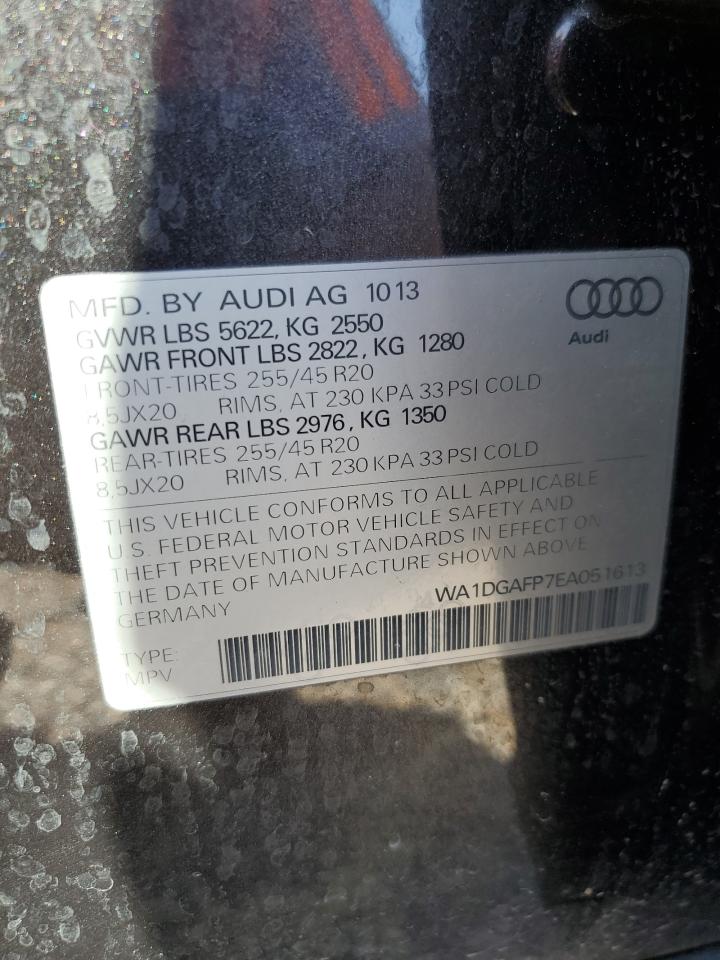 MFD. BY AUDI AG 1013
GVWR LBS 5622, KG 2550
GAWR FRONT LBS 2822, KG 1280
FRONT-TIRES 255/45 R20
8,5JX20 RIMS, AT 230 KPA 33 PSI COLD
GAWR REAR LBS 2976, KG 1350
REAR-TIRES 255/45 R20
8,5JX20 RIMS, AT 230 KPA 33 PSI COLD
THIS VEHICLE CONFORMS TO ALL APPLICABLE
U.S. FEDERAL MOTOR VEHICLE SAFETY AND
THEFT PREVENTION STANDARDS IN EFFECT ON
THE DATE OF MANUFACTURE SHOWN ABOVE
GERMANY WA1DGAFP7EA051613
TYPE:
MPV
Audi